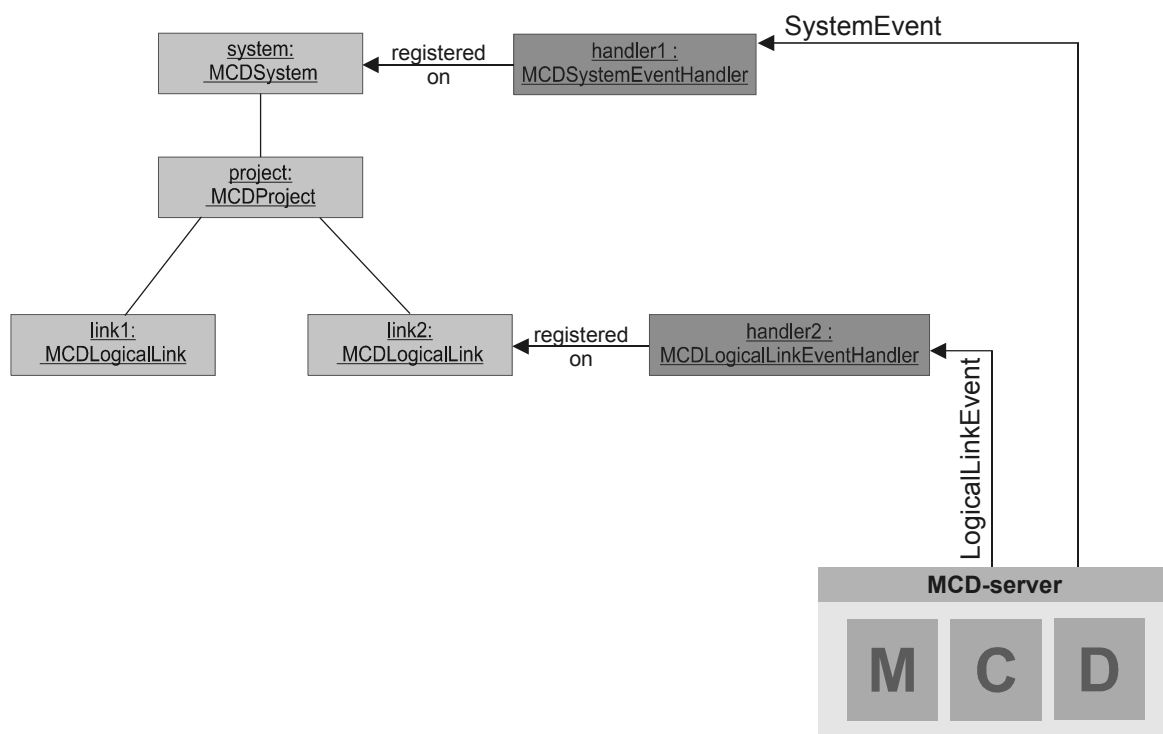 SystemEvent
system:
MCDSystem
registered
on
handler1 :
MCDSystemEventHandler
project:
MCDProject
link1:
MCDLogicalLink
link2:
MCDLogicalLink
registered
on
handler2 :
MCDLogicalLinkEventHandler
LogicalLinkEvent
MCD-server
M C D